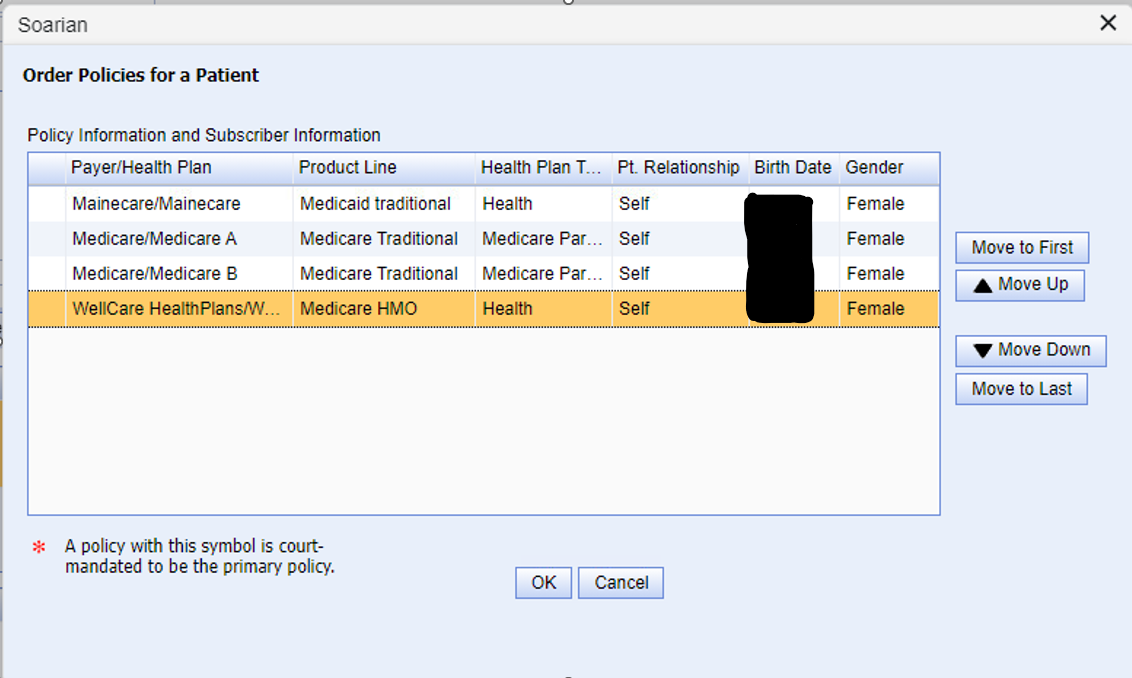 Soarian
Order Policies for a Patient
Policy Information and Subscriber Information
Payer/Health Plan Product Line Health Plan T... Pt. Relationship Birth Date Gender
Mainecare/Mainecare Medicaid traditional Health Self Female
Medicare/Medicare A Medicare Traditional Medicare Par... Self Female
Medicare/Medicare B Medicare Traditional Medicare Par... Self Female
WellCare HealthPlans/W... Medicare HMO Health Self Female
Move to First
Move Up
Move Down
Move to Last
* A policy with this symbol is court-
mandated to be the primary policy.
OK Cancel